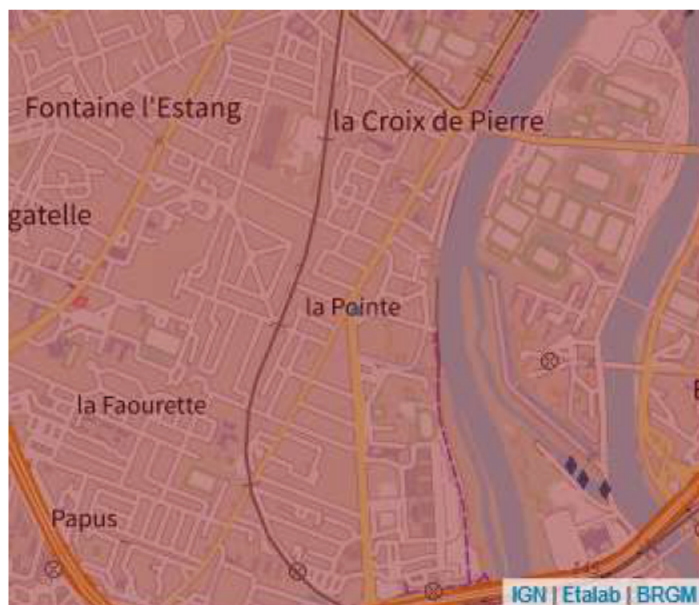 Fontaine l'Estang
la Croix de Pierre
gatelle
la Pointe
la Faourette
Papus
IGN | Etalab | BRGM